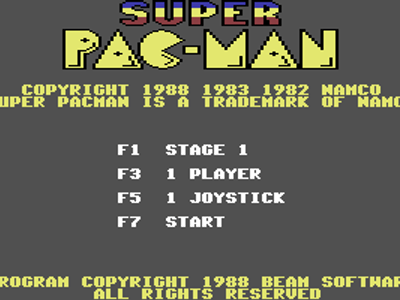 SUPER
PAC-MAN
COPYRIGHT 1988 1983 1982 NAMCO
UPER PACMAN IS A TRADEMARK OF NAMC
F1 STAGE 1
F3 1 PLAYER
F5 1 JOYSTICK
F7 START
ROGRAM COPYRIGHT 1988 BEAM SOFTWAR
ALL RIGHTS RESERVED